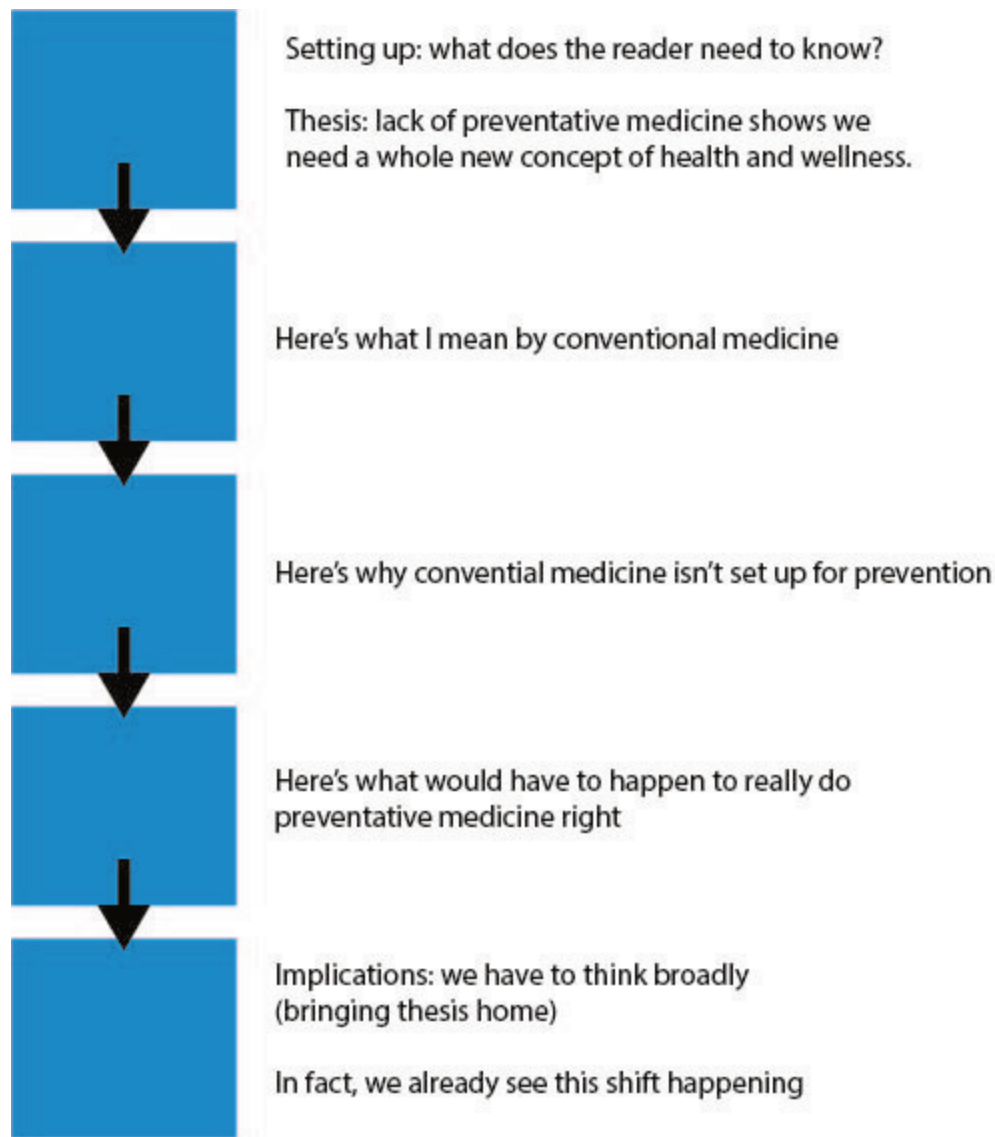 Setting up: what does the reader need to know?
Thesis: lack of preventative medicine shows we
need a whole new concept of health and wellness.
Here's what I mean by conventional medicine
Here's why convential medicine isn't set up for prevention
Here's what would have to happen to really do
preventative medicine right
Implications: we have to think broadly
(bringing thesis home)
In fact, we already see this shift happening